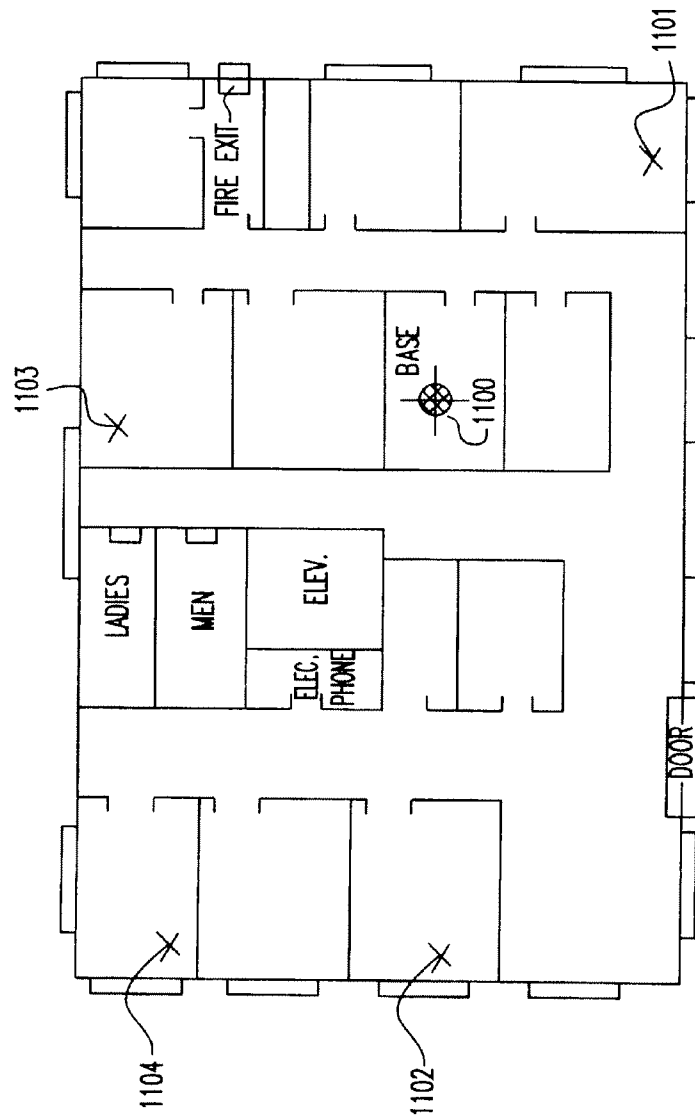 1104
1103
LADIES
MEN
FIRE EXIT
ELEC.
PHONE
ELEV.
BASE
1100
1102
DOOR
1101